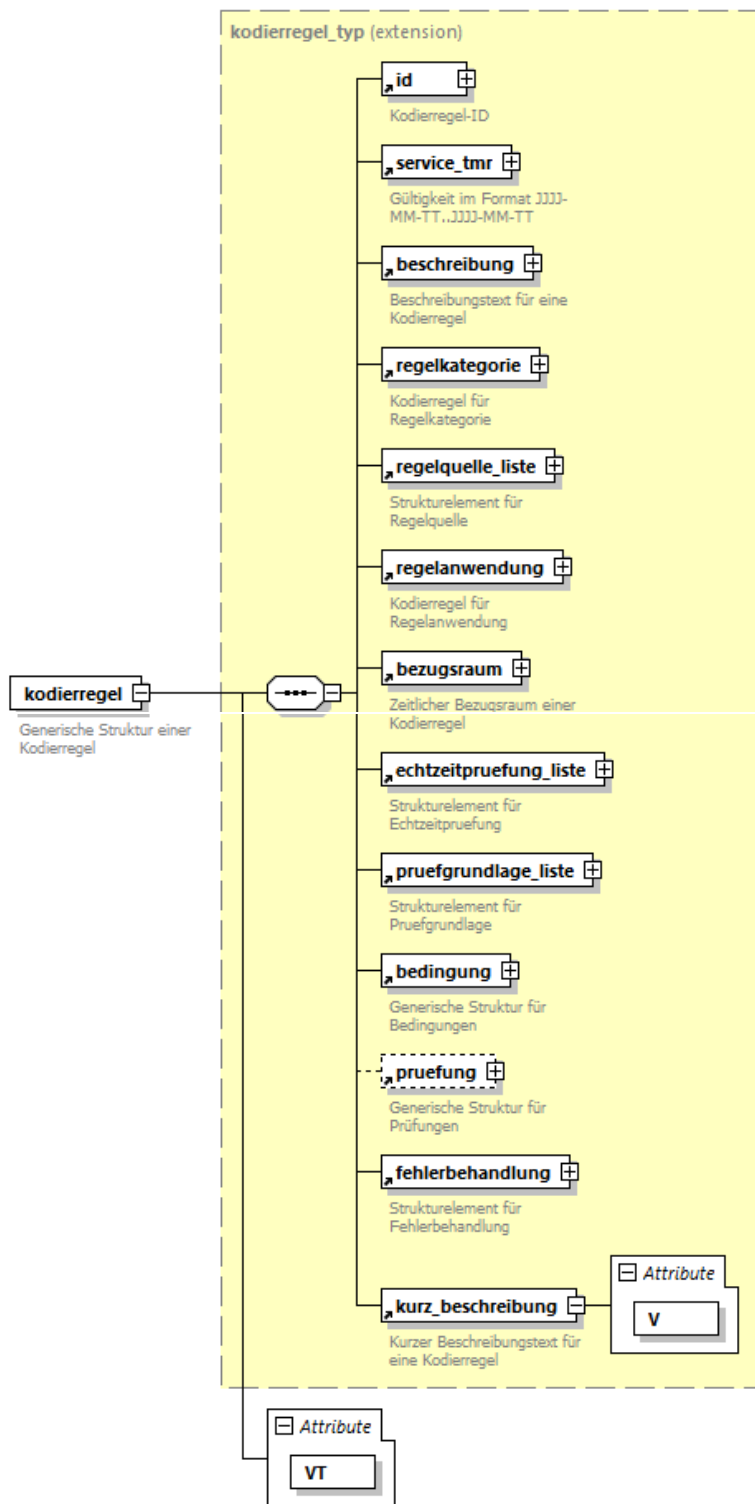 kodierregel_typ (extension)
id
Kodierregel-ID
service_tmr
Gültigkeit im Format JJJJ-
MM-TT..JJJJ-MM-TT
beschreibung
Beschreibungstext für eine
Kodierregel
regelkategorie
Kodierregel für
Regelkategorie
regelquelle_liste
Strukturelement für
Regelquelle
regelanwendung
Kodierregel für
Regelanwendung
bezugsraum
Zeitlicher Bezugsraum einer
Kodierregel
kodierregel
Generische Struktur einer
Kodierregel
echtzeitpruefung_liste
Strukturelement für
Echtzeitpruefung
pruefgrundlage_liste
Strukturelement für
Pruefgrundlage
bedingung
Generische Struktur für
Bedingungen
pruefung
Generische Struktur für
Prüfungen
fehlerbehandlung
Strukturelement für
Fehlerbehandlung
kurz_beschreibung
Kurzer Beschreibungstext für
eine Kodierregel
Attribute
V
Attribute
VT